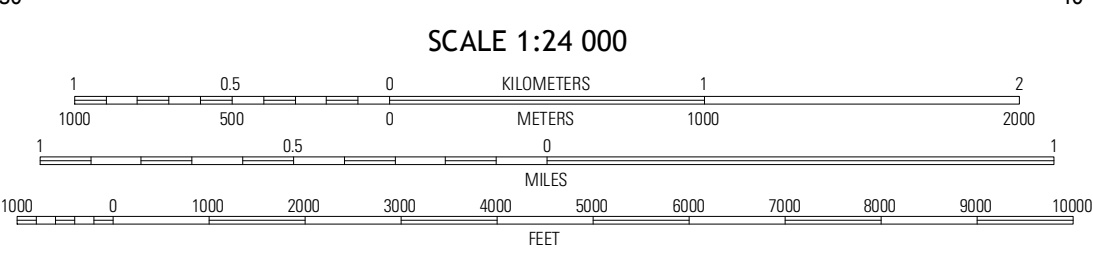 SCALE 1:24 000
1 0.5 0 KILOMETERS 1 2
1000 500 0 METERS 1000 2000
1 0.5 0 1
MILES
1000 0 1000 2000 3000 4000 5000 6000 7000 8000 9000 10000
FEET